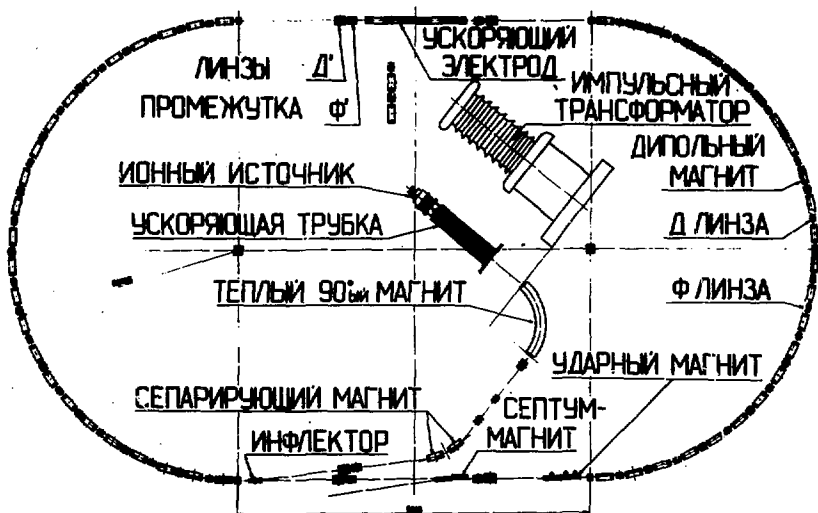 УСКОРЯЮЩИЙ
ЭЛЕКТРОД
ЛИНЗЫ Д'
ПРОМЕЖУТКА Ф'
ИМПУЛЬСНЫЙ
ТРАНСФОРМАТОР
ДИПОЛЬНЫЙ
МАГНИТ
ИОННЫЙ ИСТОЧНИК
УСКОРЯЮЩАЯ ТРУБКА
Д ЛИНЗА
ТЕПЛЫЙ 90°ый МАГНИТ
Ф ЛИНЗА
УДАРНЫЙ МАГНИТ
СЕПАРИРУЮЩИЙ МАГНИТ
СЕПТУМ-
МАГНИТ
ИНФЛЕКТОР